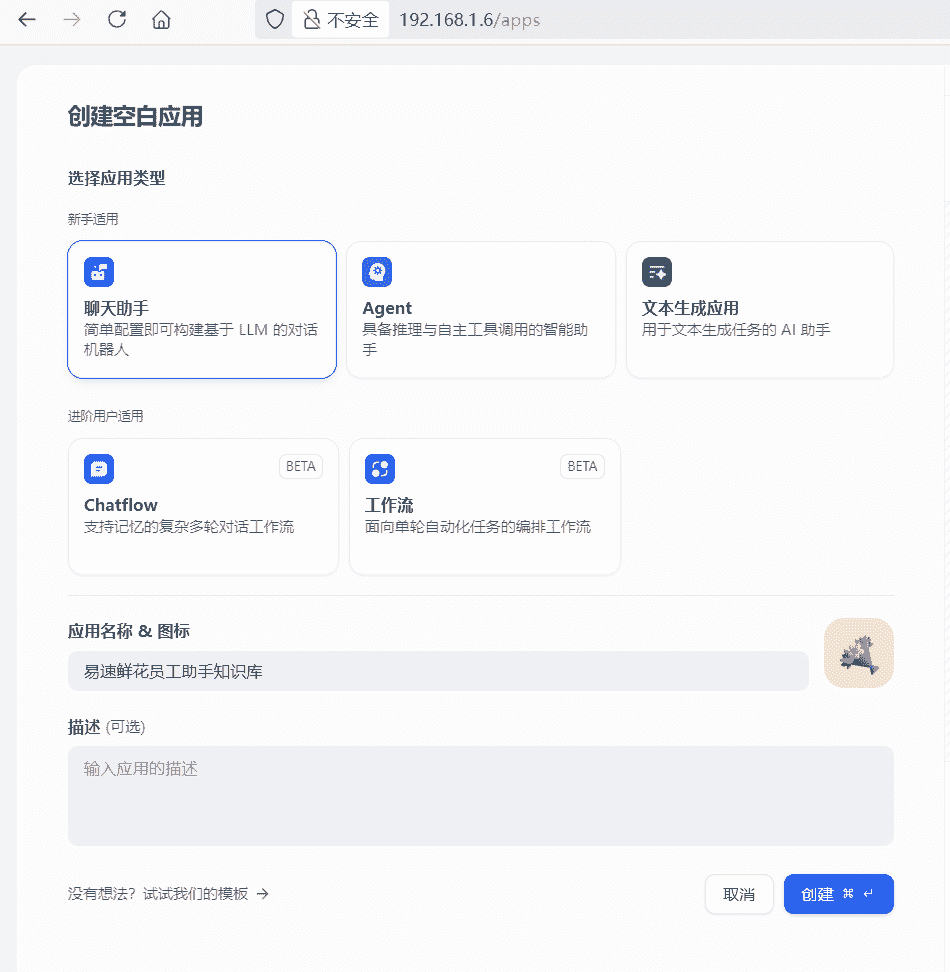 不安全 192.168.1.6/apps
创建空白应用
选择应用类型
新手适用
聊天助手
简单配置即可构建基于 LLM 的对话
机器人
Agent
具备推理与自主工具调用的智能助
手
文本生成应用
用于文本生成任务的 AI 助手
进阶用户适用
BETA
Chatflow
支持记忆的复杂多轮对话工作流
BETA
工作流
面向单轮自动化任务的编排工作流
应用名称 & 图标
易速鲜花员工助手知识库
描述 (可选)
输入应用的描述
没有想法？试试我们的模板 →
取消
创建 ⌘ ↵